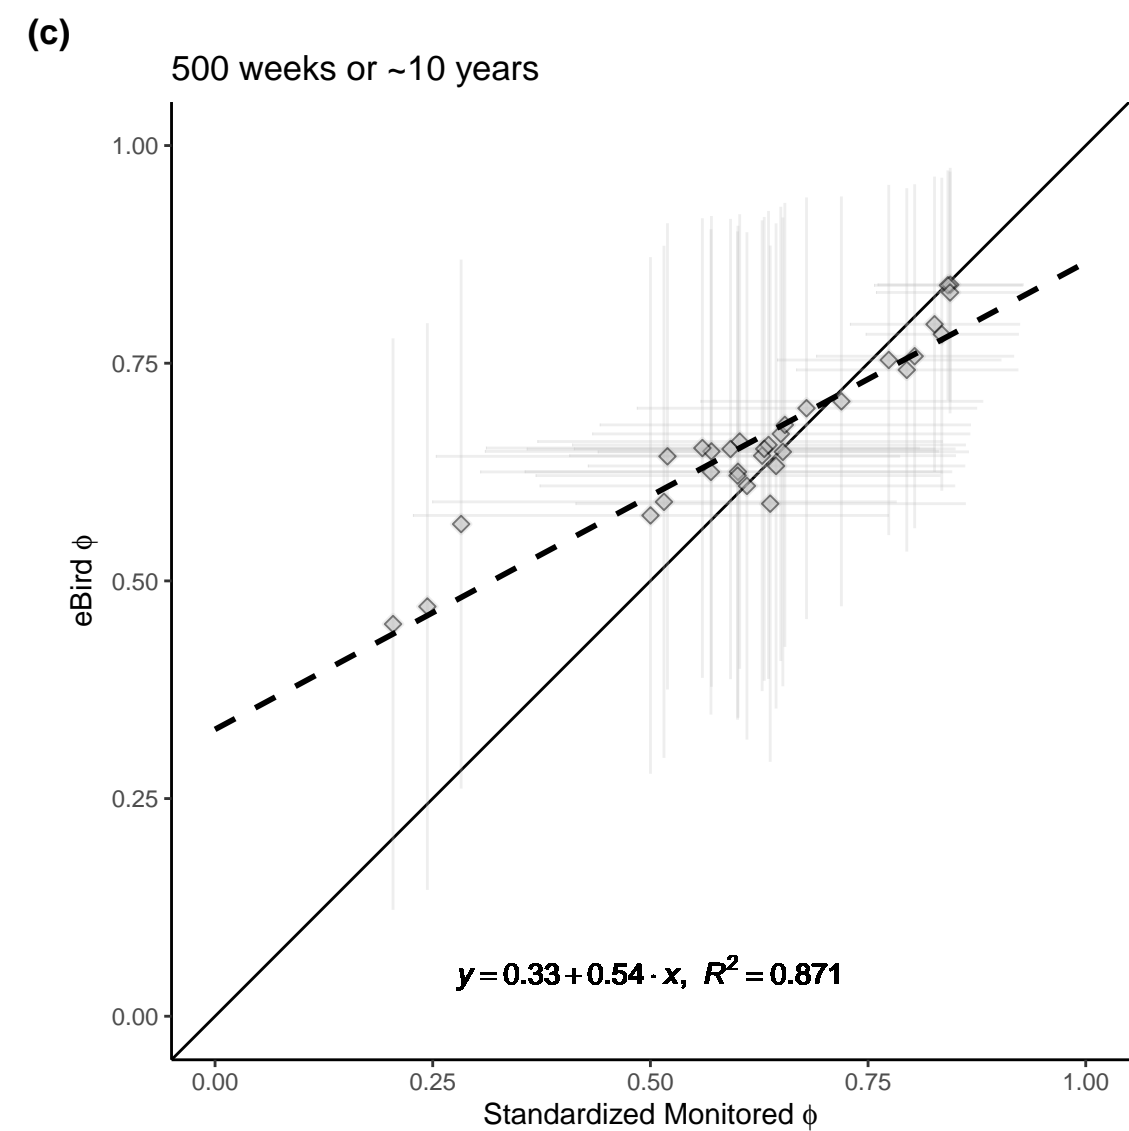 (c)
500 weeks or ~10 years
1.00
0.75
0.50
0.25
0.00
eBird ϕ
y = 0.33 + 0.54 · x, R² = 0.871
0.00 0.25 0.50 0.75 1.00
Standardized Monitored ϕ